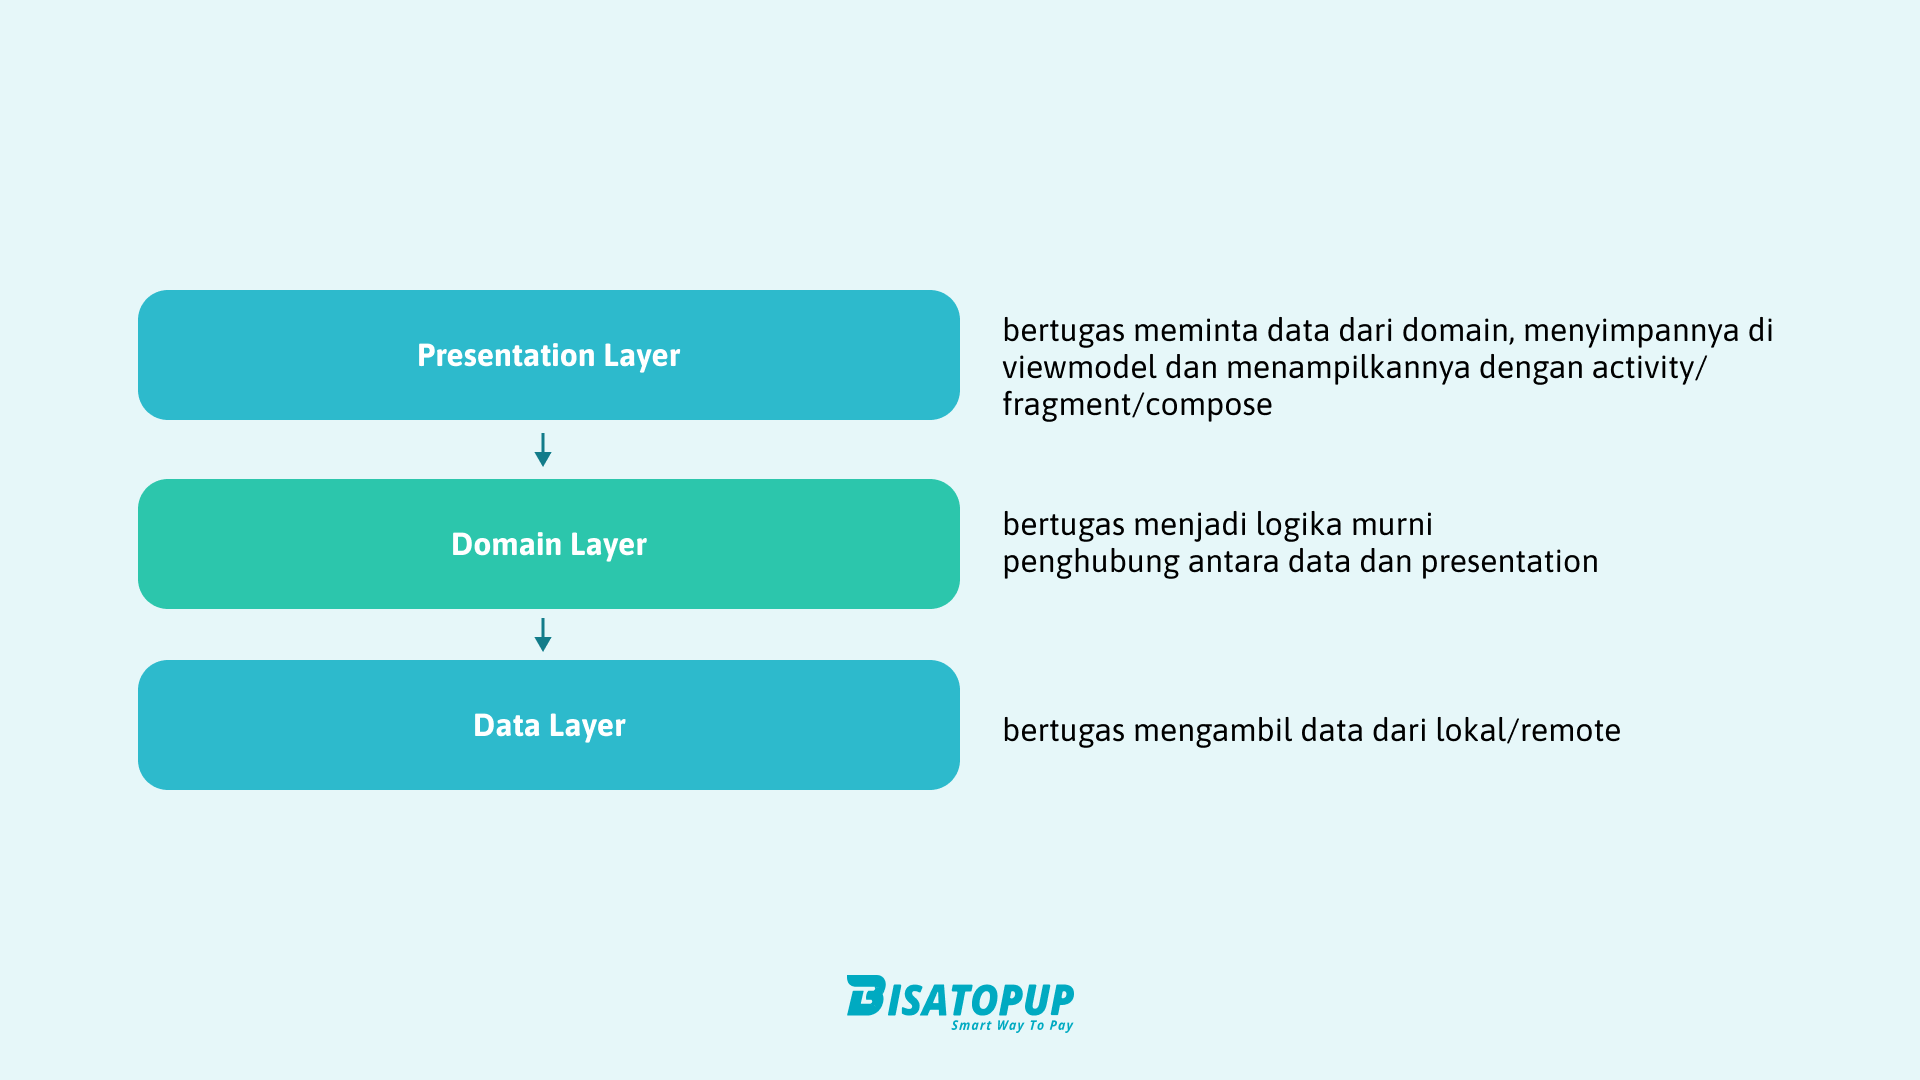 Presentation Layer
bertugas meminta data dari domain, menyimpannya di
viewmodel dan menampilkannya dengan activity/
fragment/compose
Domain Layer
bertugas menjadi logika murni
penghubung antara data dan presentation
Data Layer
bertugas mengambil data dari lokal/remote
BISATOPUP
Smart Way To Pay